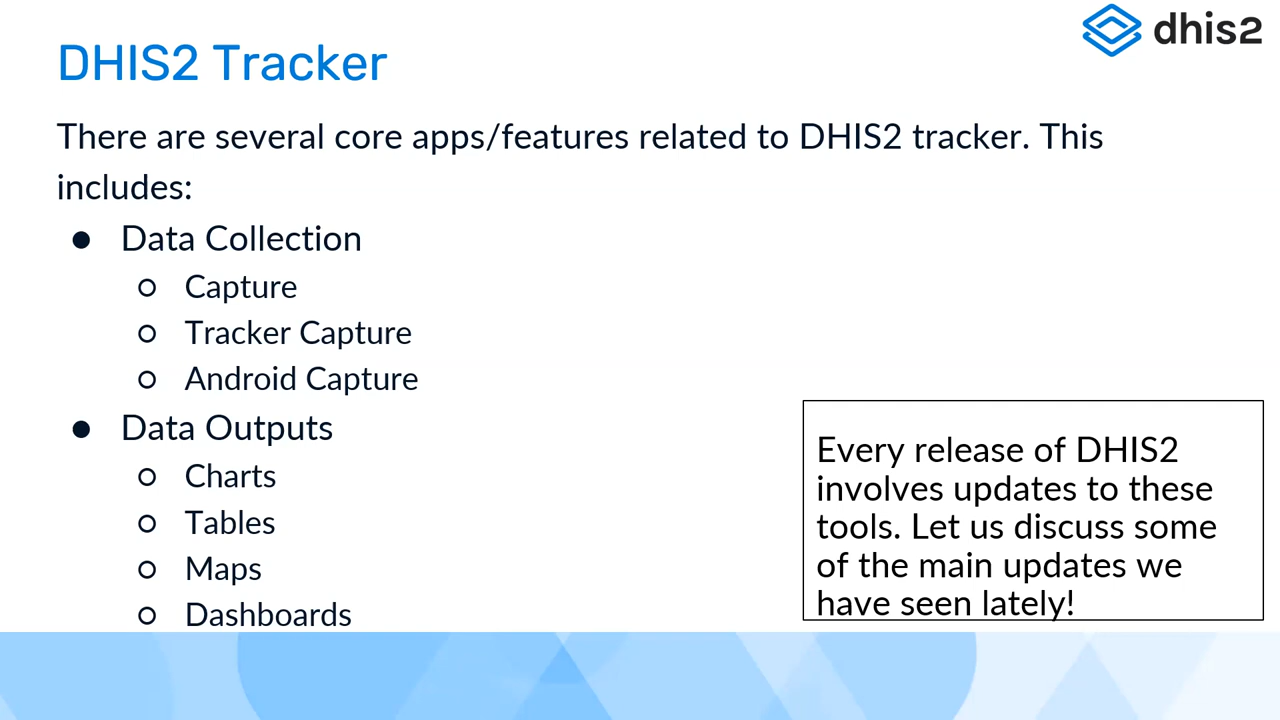 dhis2
DHIS2 Tracker
There are several core apps/features related to DHIS2 tracker. This
includes:
● Data Collection
○ Capture
○ Tracker Capture
○ Android Capture
● Data Outputs
○ Charts
○ Tables
○ Maps
○ Dashboards
Every release of DHIS2
involves updates to these
tools. Let us discuss some
of the main updates we
have seen lately!